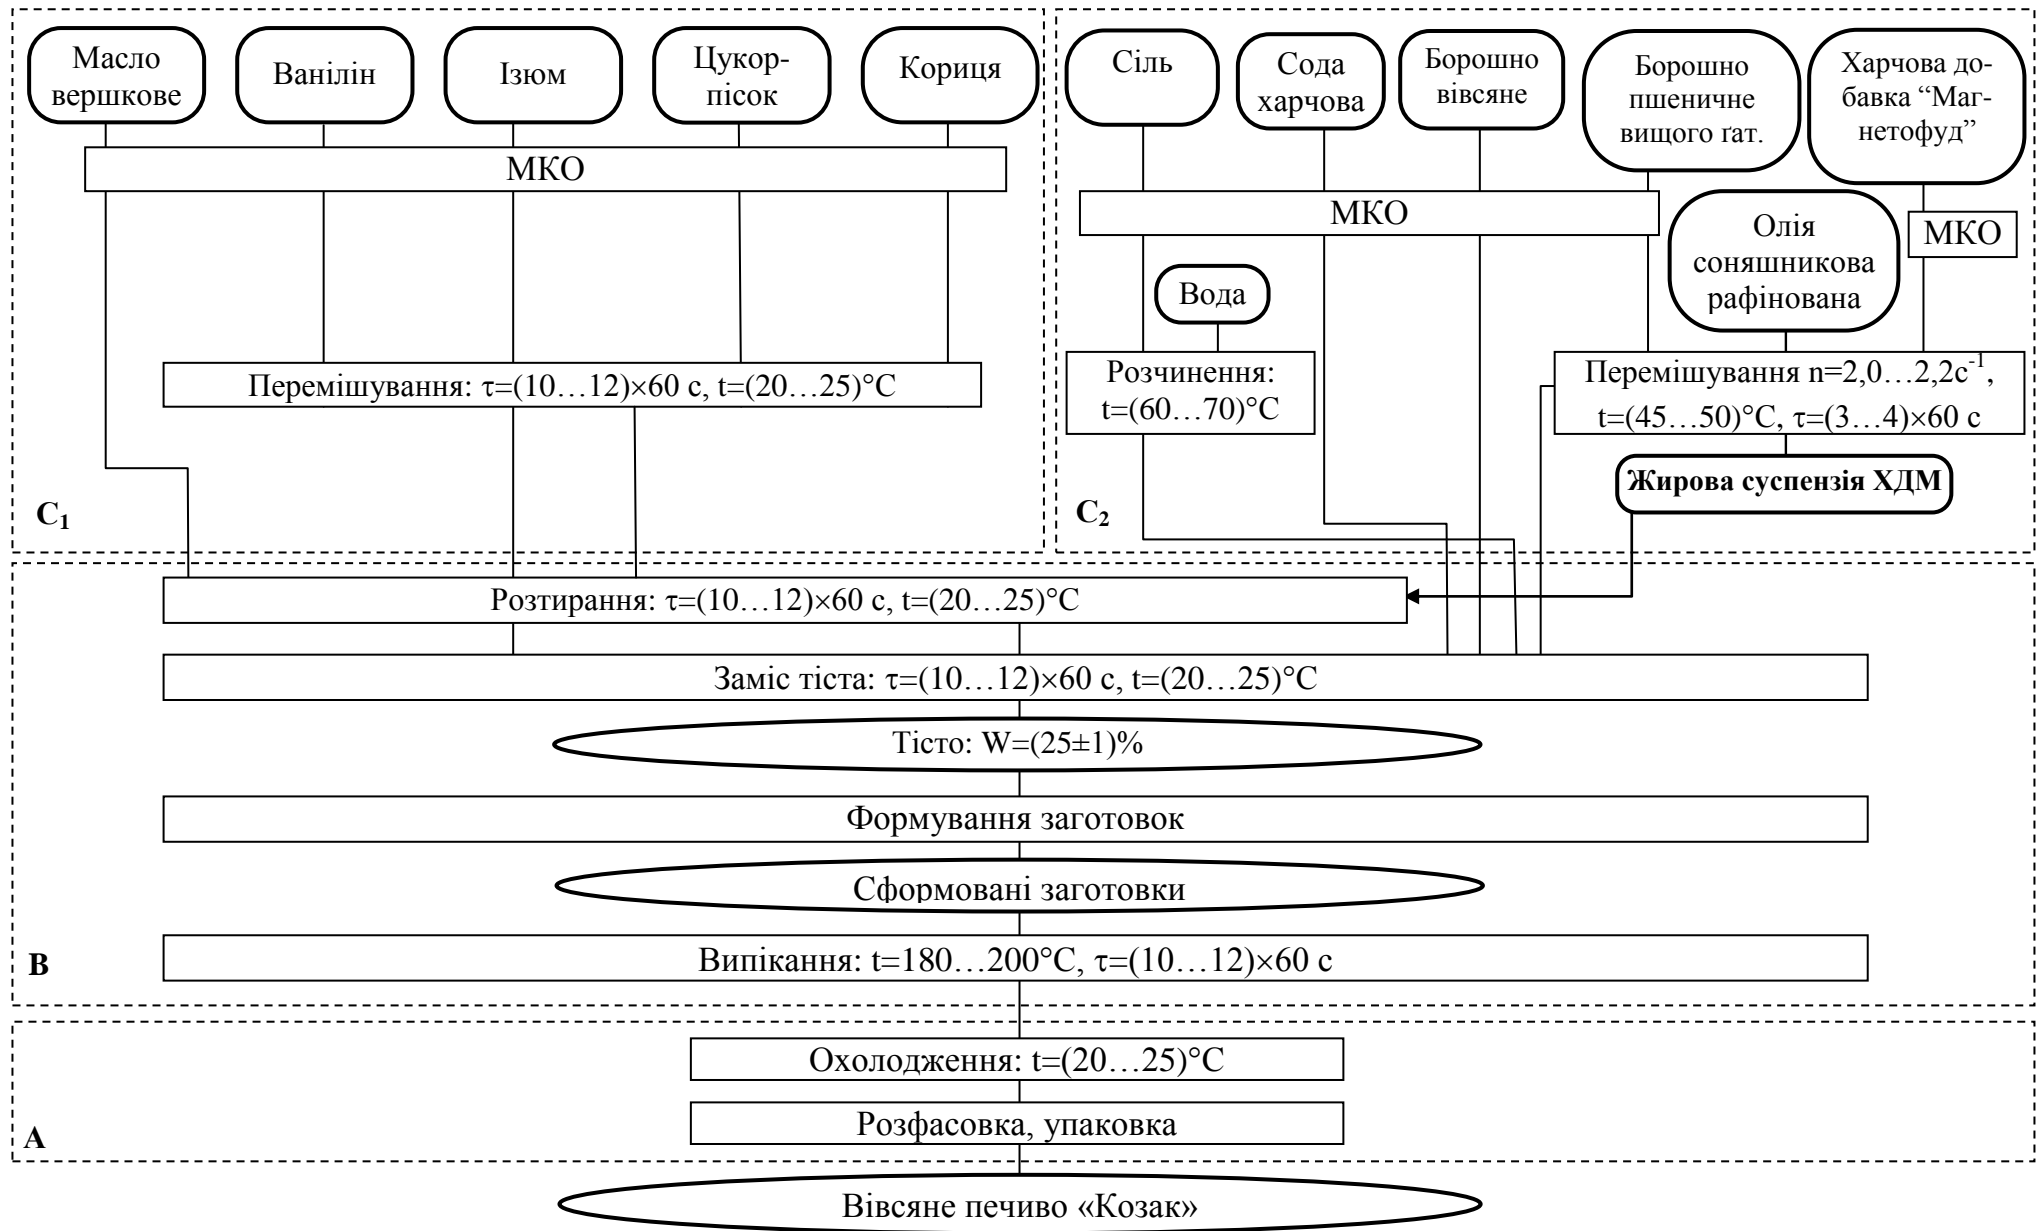 Масло
вершкове
Ванілін
Ізюм
Цукор-
пісок
Кориця
МКО
Перемішування: τ=(10…12)×60 с, t=(20…25)°С
С₁
Сіль
Сода
харчова
Борошно
вівсяне
Борошно
пшеничне
вищого ґат.
Харчова до-
бавка “Маг-
нетофуд”
МКО
Олія
соняшникова
рафінована
МКО
Вода
Розчинення:
t=(60…70)°С
Перемішування n=2,0…2,2с⁻¹,
t=(45…50)°С, τ=(3…4)×60 с
Жирова суспензія ХДМ
С₂
Розтирання: τ=(10…12)×60 с, t=(20…25)°С
Заміс тіста: τ=(10…12)×60 с, t=(20…25)°С
Тісто: W=(25±1)%
Формування заготовок
Сформовані заготовки
Випікання: t=180…200°С, τ=(10…12)×60 с
В
Охолодження: t=(20…25)°С
Розфасовка, упаковка
А
Вівсяне печиво «Козак»